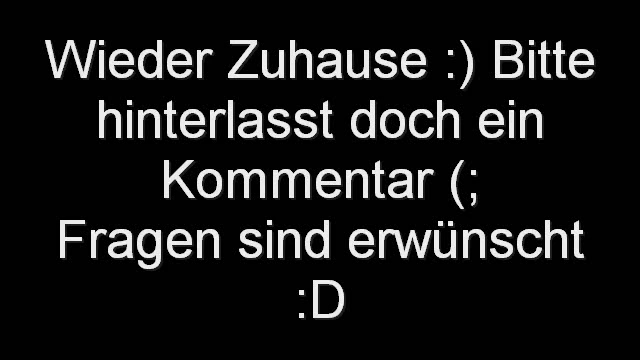 Wieder Zuhause :) Bitte
hinterlasst doch ein
Kommentar (;
Fragen sind erwünscht
:D